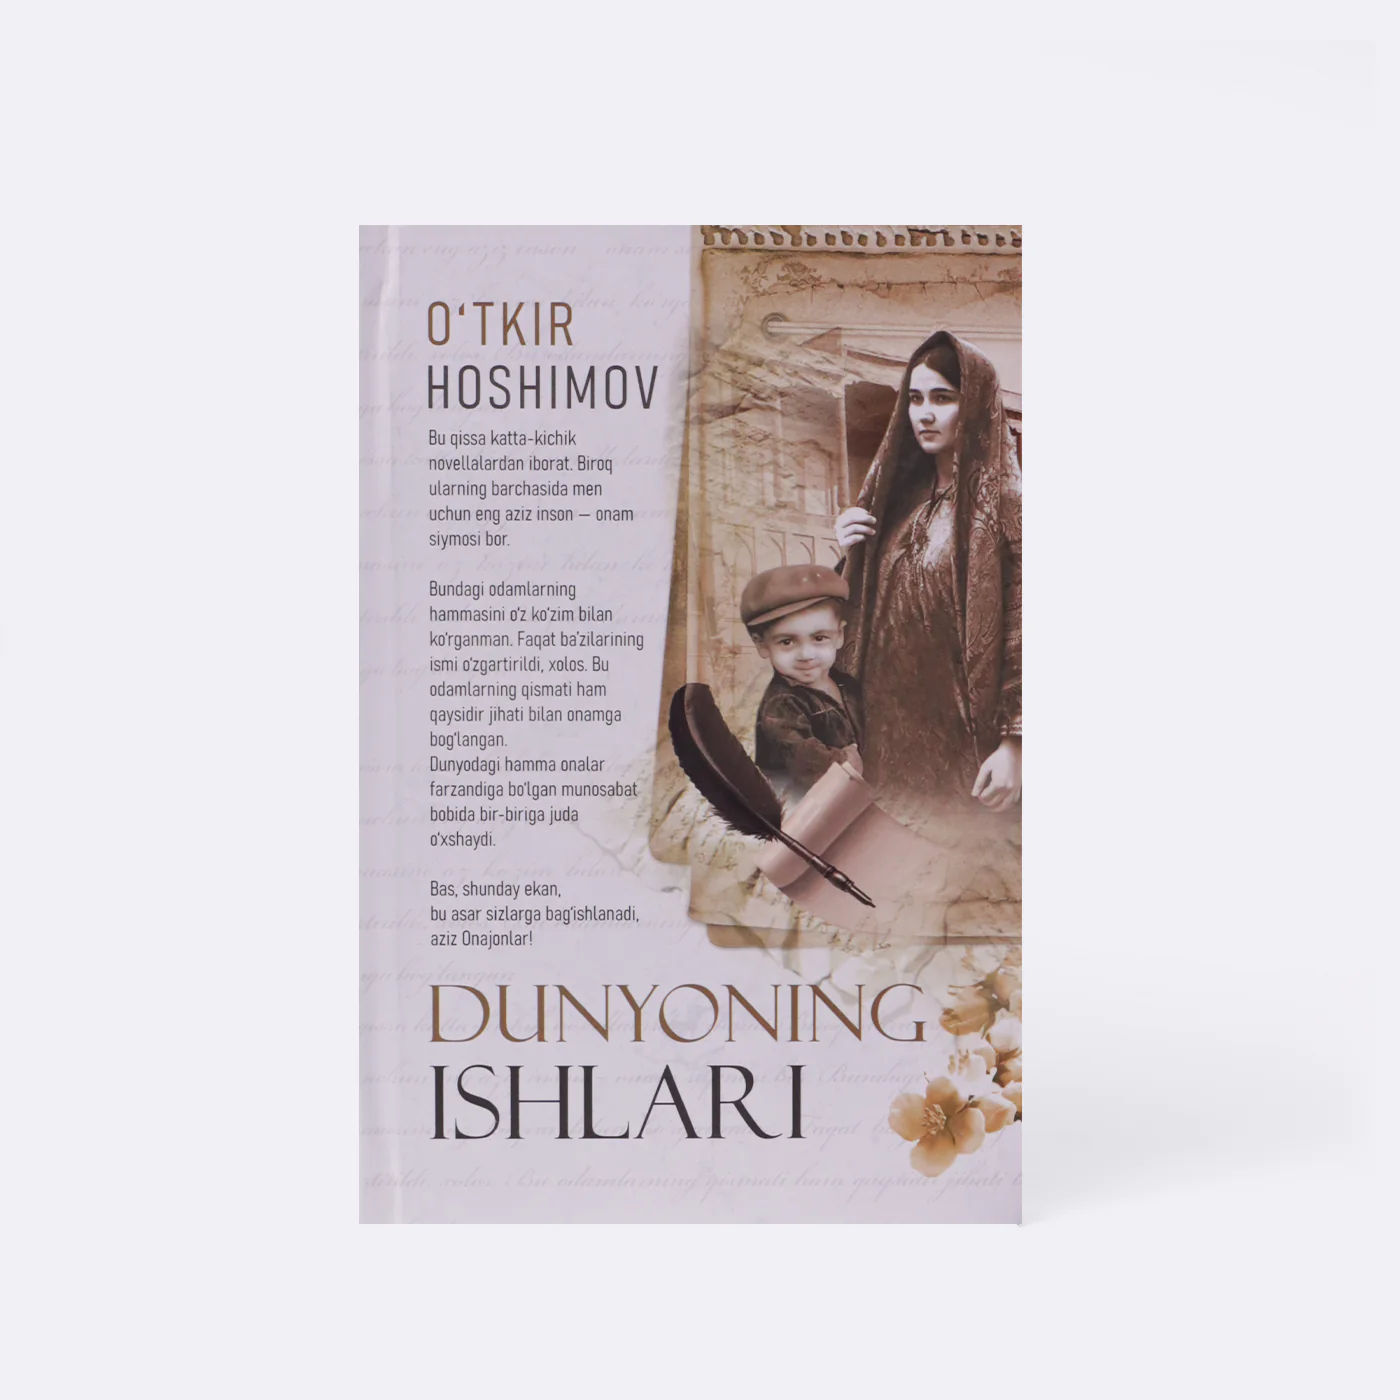 O‘TKIR
HOSHIMOV
Bu qissa katta-kichik
novellalardan iborat. Biroq
ularning barchasida men
uchun eng aziz inson — onam
siymosi bor.
Bundagi odamlarning
hammasini o‘z ko‘zim bilan
ko‘rganman. Faqat ba’zilarining
ismi o‘zgartirildi, xolos. Bu
odamlarning qismati ham
qaysidir jihati bilan onamga
bog‘langan.
Dunyodagi hamma onalar
farzandiga bo‘lgan munosabat
bobida bir-biriga juda
o‘xshaydi.
Bas, shunday ekan,
bu asar sizlarga bag‘ishlanadi,
aziz Onajonlar!
DUNYONING
ISHLARI